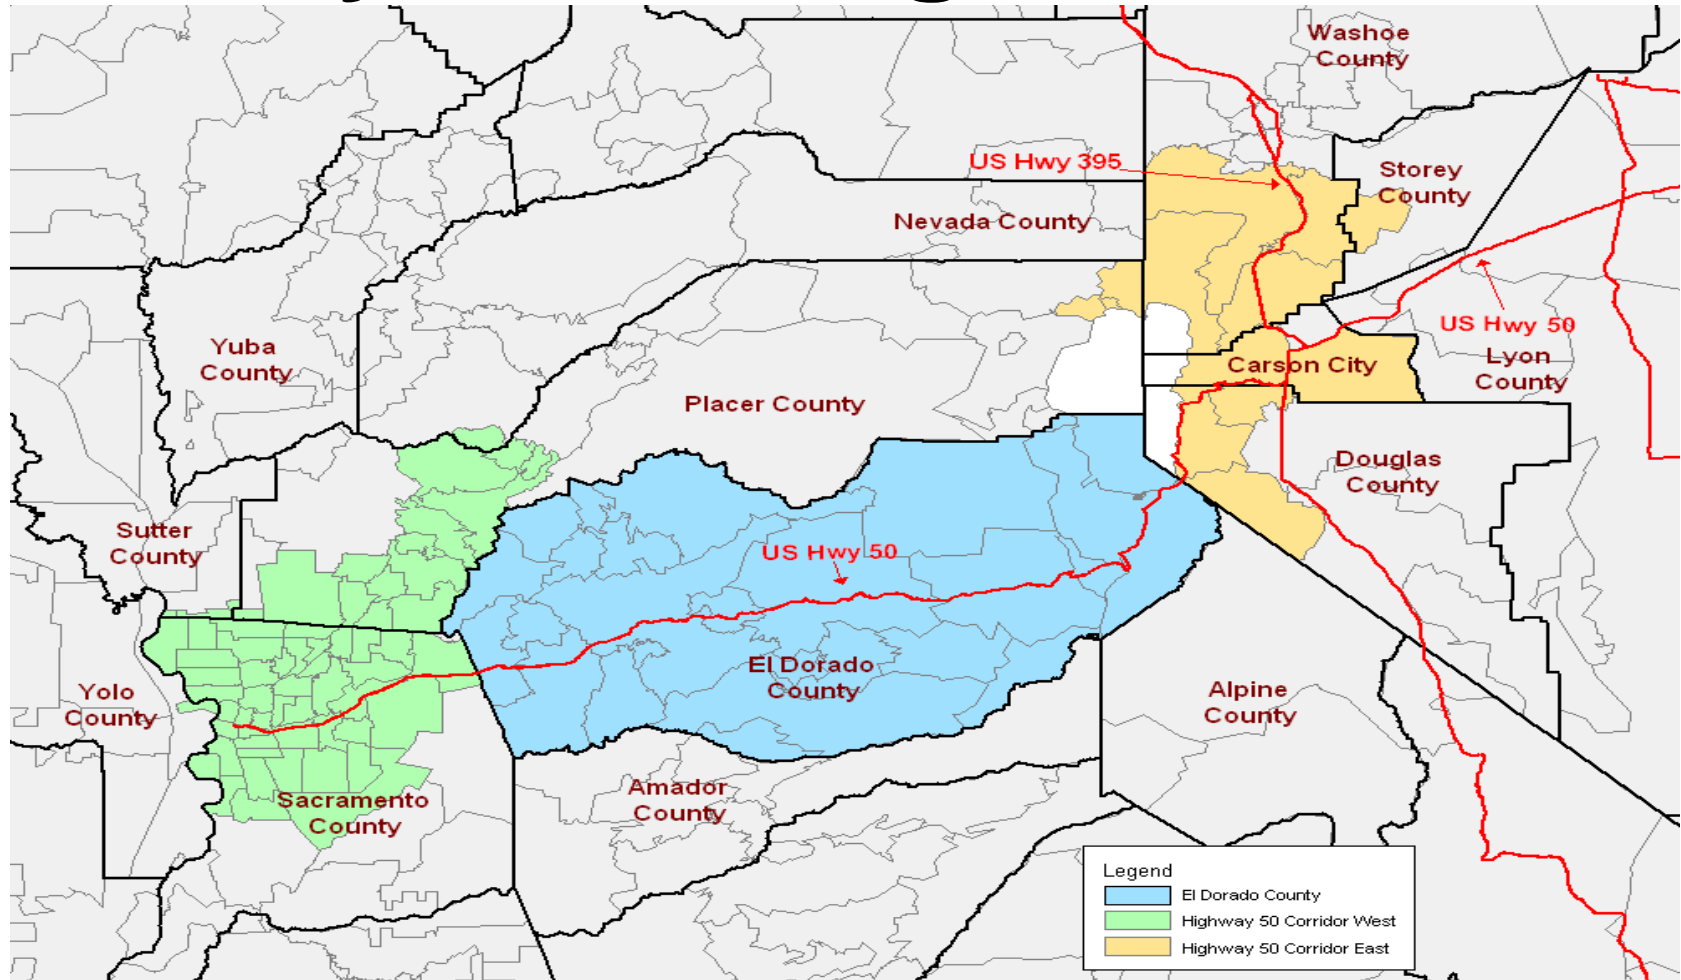 Washoe
County
US Hwy 395
Storey
County
Nevada County
US Hwy 50
Yuba
County
Lyon
County
Carson City
Placer County
Douglas
County
Sutter
County
US Hwy 50
El Dorado
County
Yolo
County
Alpine
County
Amador
County
Sacramento
County
Legend
El Dorado County
Highway 50 Corridor West
Highway 50 Corridor East